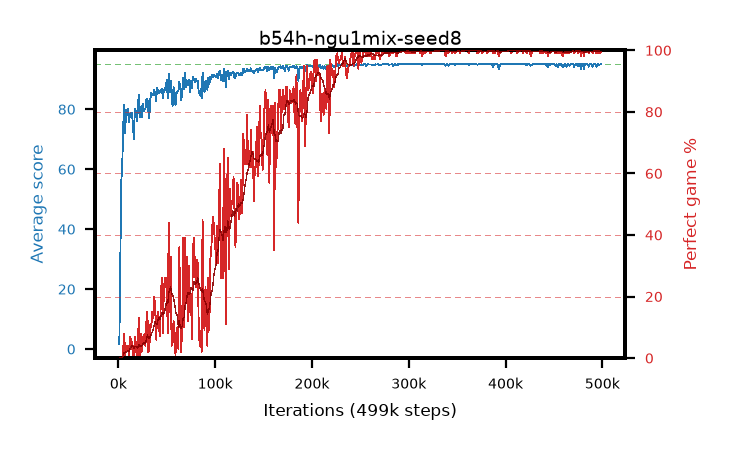 b54h-ngu1mix-seed8
100
80
80
60
60
40
40
20
20
0
0
Average score
Perfect game %
0k
100k
200k
300k
400k
500k
Iterations (499k steps)